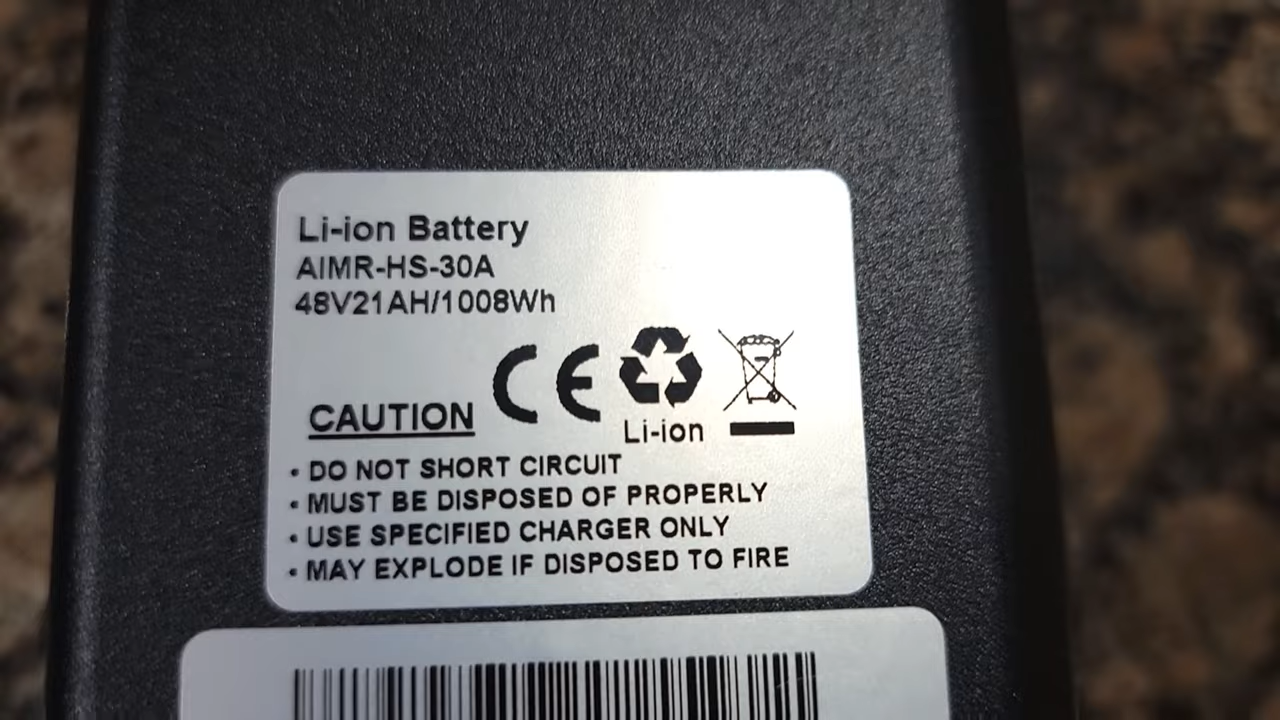 Li-ion Battery
AIMR-HS-30A
48V21AH/1008Wh
CE
Li-ion
CAUTION
• DO NOT SHORT CIRCUIT
• MUST BE DISPOSED OF PROPERLY
• USE SPECIFIED CHARGER ONLY
• MAY EXPLODE IF DISPOSED TO FIRE